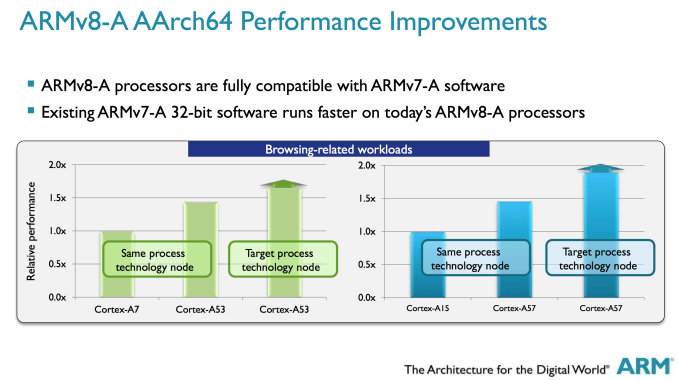 ARMv8-A AArch64 Performance Improvements
ARMv8-A processors are fully compatible with ARMv7-A software
Existing ARMv7-A 32-bit software runs faster on today's ARMv8-A processors
Browsing-related workloads
Relative performance
2.0x
1.5x
1.0x
0.5x
0.0x
Same process
technology node
Target process
technology node
Cortex-A7
Cortex-A53
Cortex-A53
2.0x
1.5x
1.0x
0.5x
0.0x
Same process
technology node
Target process
technology node
Cortex-A15
Cortex-A57
Cortex-A57
The Architecture for the Digital World® ARM®